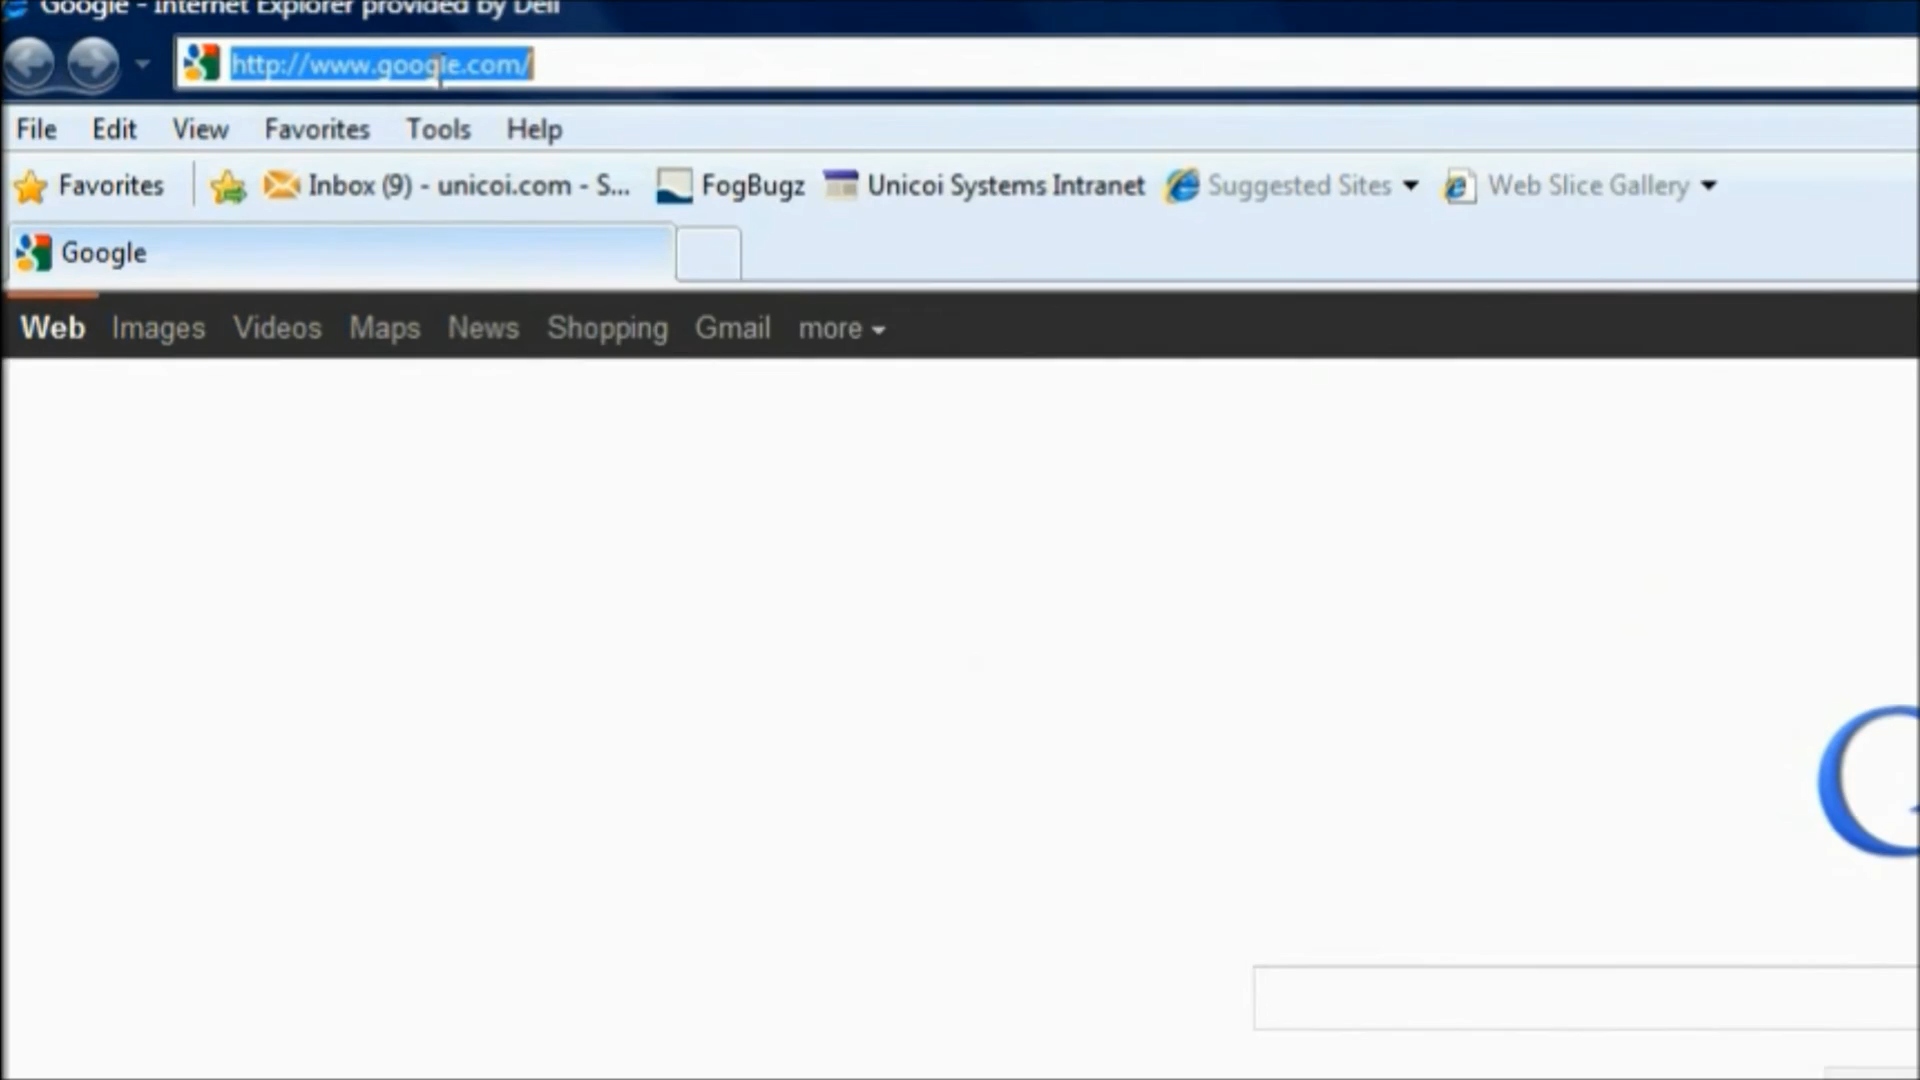 Google - Internet Explorer provided by Dell
http://www.google.com/
File Edit View Favorites Tools Help
Favorites Inbox (9) - unicoi.com - S... FogBugz Unicoi Systems Intranet Suggested Sites Web Slice Gallery
Google
Web Images Videos Maps News Shopping Gmail more
G